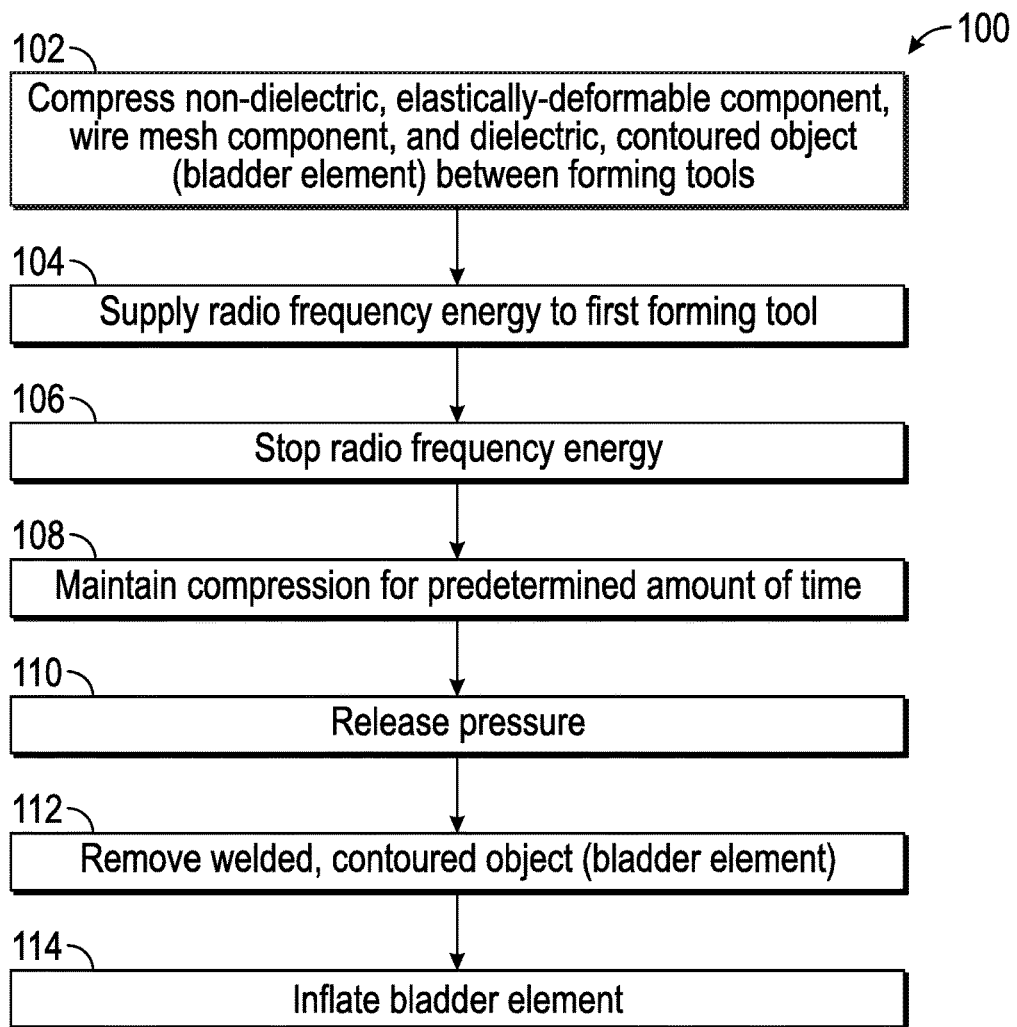 100
102
Compress non-dielectric, elastically-deformable component,
wire mesh component, and dielectric, contoured object
(bladder element) between forming tools
104
Supply radio frequency energy to first forming tool
106
Stop radio frequency energy
108
Maintain compression for predetermined amount of time
110
Release pressure
112
Remove welded, contoured object (bladder element)
114
Inflate bladder element